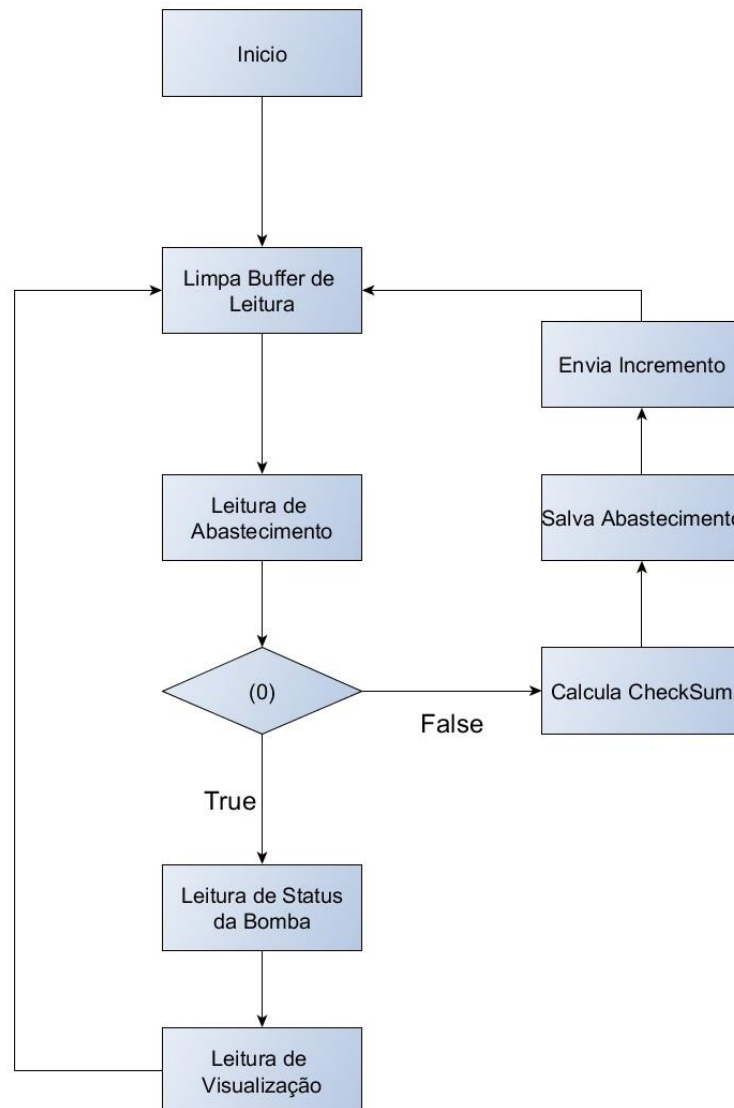 Inicio
Limpa Buffer de
Leitura
Envia Incremento
Leitura de
Abastecimento
Salva Abastecimento
(0)
False
Calcula CheckSum
True
Leitura de Status
da Bomba
Leitura de
Visualização